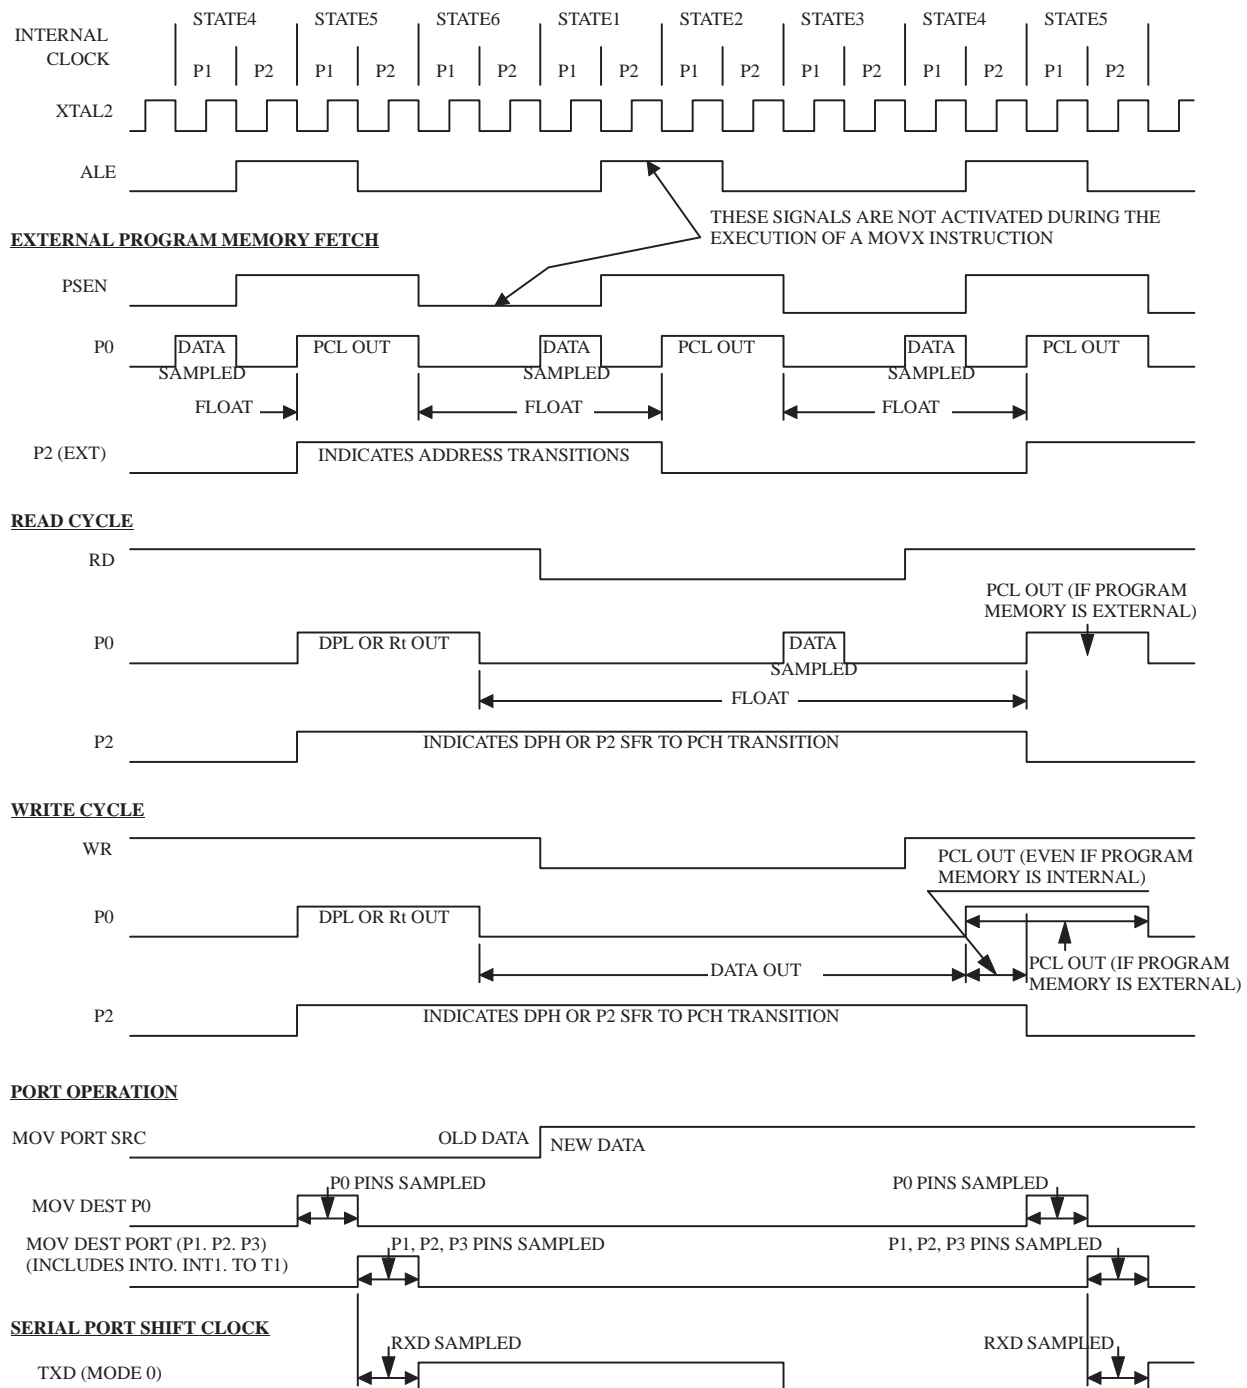 INTERNAL
CLOCK
STATE4 STATE5 STATE6 STATE1 STATE2 STATE3 STATE4 STATE5
P1 P2 P1 P2 P1 P2 P1 P2 P1 P2 P1 P2 P1 P2 P1 P2
XTAL2
ALE
THESE SIGNALS ARE NOT ACTIVATED DURING THE
EXECUTION OF A MOVX INSTRUCTION
EXTERNAL PROGRAM MEMORY FETCH
PSEN
P0 DATA PCL OUT DATA PCL OUT DATA PCL OUT
SAMPLED SAMPLED SAMPLED
FLOAT FLOAT FLOAT
P2 (EXT) INDICATES ADDRESS TRANSITIONS
READ CYCLE
RD
PCL OUT (IF PROGRAM
MEMORY IS EXTERNAL)
P0 DPL OR Rt OUT DATA
SAMPLED
FLOAT
P2 INDICATES DPH OR P2 SFR TO PCH TRANSITION
WRITE CYCLE
WR
PCL OUT (EVEN IF PROGRAM
MEMORY IS INTERNAL)
P0 DPL OR Rt OUT
DATA OUT
PCL OUT (IF PROGRAM
MEMORY IS EXTERNAL)
P2 INDICATES DPH OR P2 SFR TO PCH TRANSITION
PORT OPERATION
MOV PORT SRC OLD DATA NEW DATA
P0 PINS SAMPLED P0 PINS SAMPLED
MOV DEST P0
MOV DEST PORT (P1. P2. P3) P1, P2, P3 PINS SAMPLED P1, P2, P3 PINS SAMPLED
(INCLUDES INTO. INT1. TO T1)
SERIAL PORT SHIFT CLOCK
RXD SAMPLED RXD SAMPLED
TXD (MODE 0)